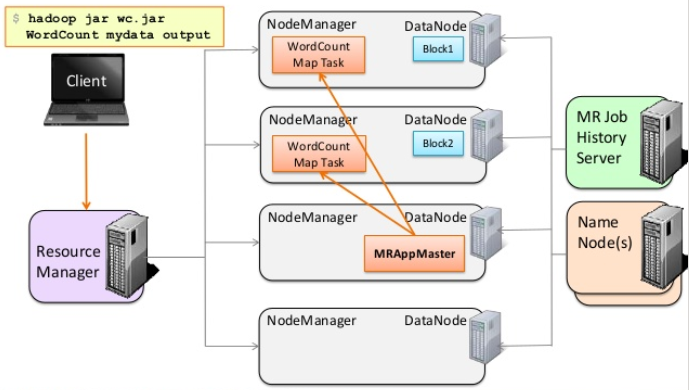 $ hadoop jar wc.jar
WordCount mydata output
Client
Resource
Manager
NodeManager
DataNode
WordCount
Map Task
Block1
NodeManager
DataNode
WordCount
Map Task
Block2
NodeManager
DataNode
MRAppMaster
NodeManager
DataNode
MR Job
History
Server
Name
Node(s)